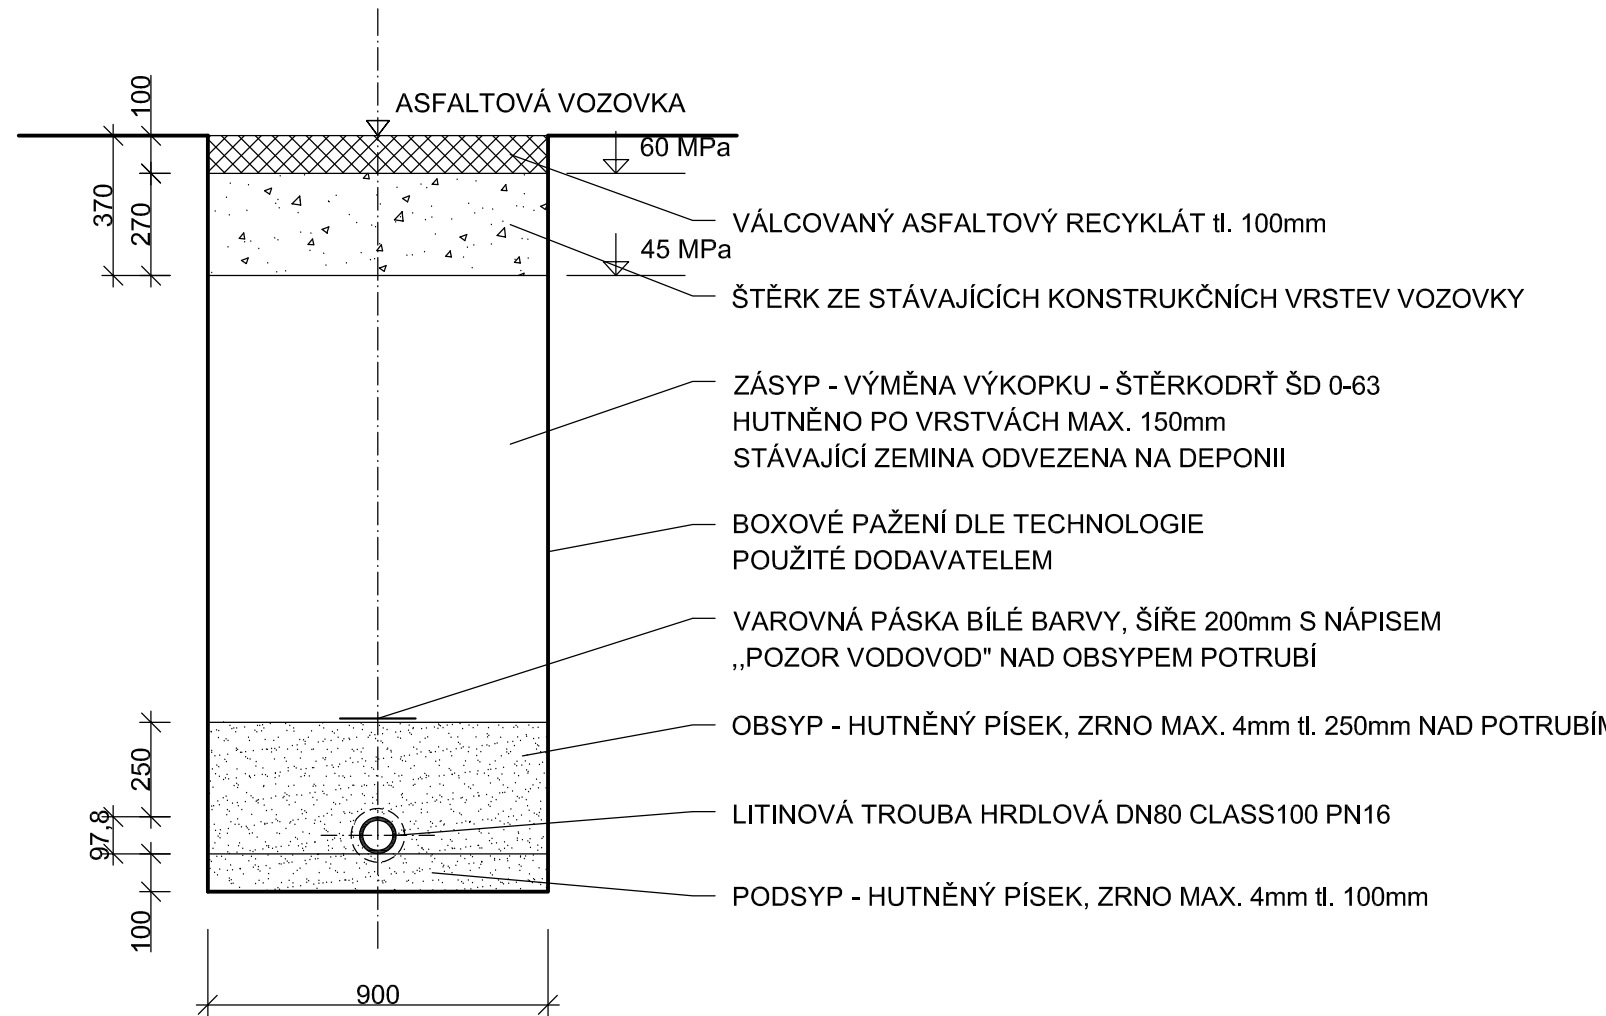 100
ASFALTOVÁ VOZOVKA
60 MPa
370
270
VÁLCOVANÝ ASFALTOVÝ RECYKLÁT tl. 100mm
45 MPa
ŠTĚRK ZE STÁVAJÍCÍCH KONSTRUKČNÍCH VRSTEV VOZOVKY
ZÁSYP - VÝMĚNA VÝKOPKU - ŠTĚRKODRŤ ŠD 0-63
HUTNĚNO PO VRSTVÁCH MAX. 150mm
STÁVAJÍCÍ ZEMINA ODVEZENA NA DEPONII
BOXOVÉ PAŽENÍ DLE TECHNOLOGIE
POUŽITÉ DODAVATELEM
VAROVNÁ PÁSKA BÍLÉ BARVY, ŠÍŘE 200mm S NÁPISEM
,,POZOR VODOVOD" NAD OBSYPEM POTRUBÍ
OBSYP - HUTNĚNÝ PÍSEK, ZRNO MAX. 4mm tl. 250mm NAD
250
97,8
LITINOVÁ TROUBA HRDLOVÁ DN80 CLASS100 PN16
PODSYP - HUTNĚNÝ PÍSEK, ZRNO MAX. 4mm tl. 100mm
100
900